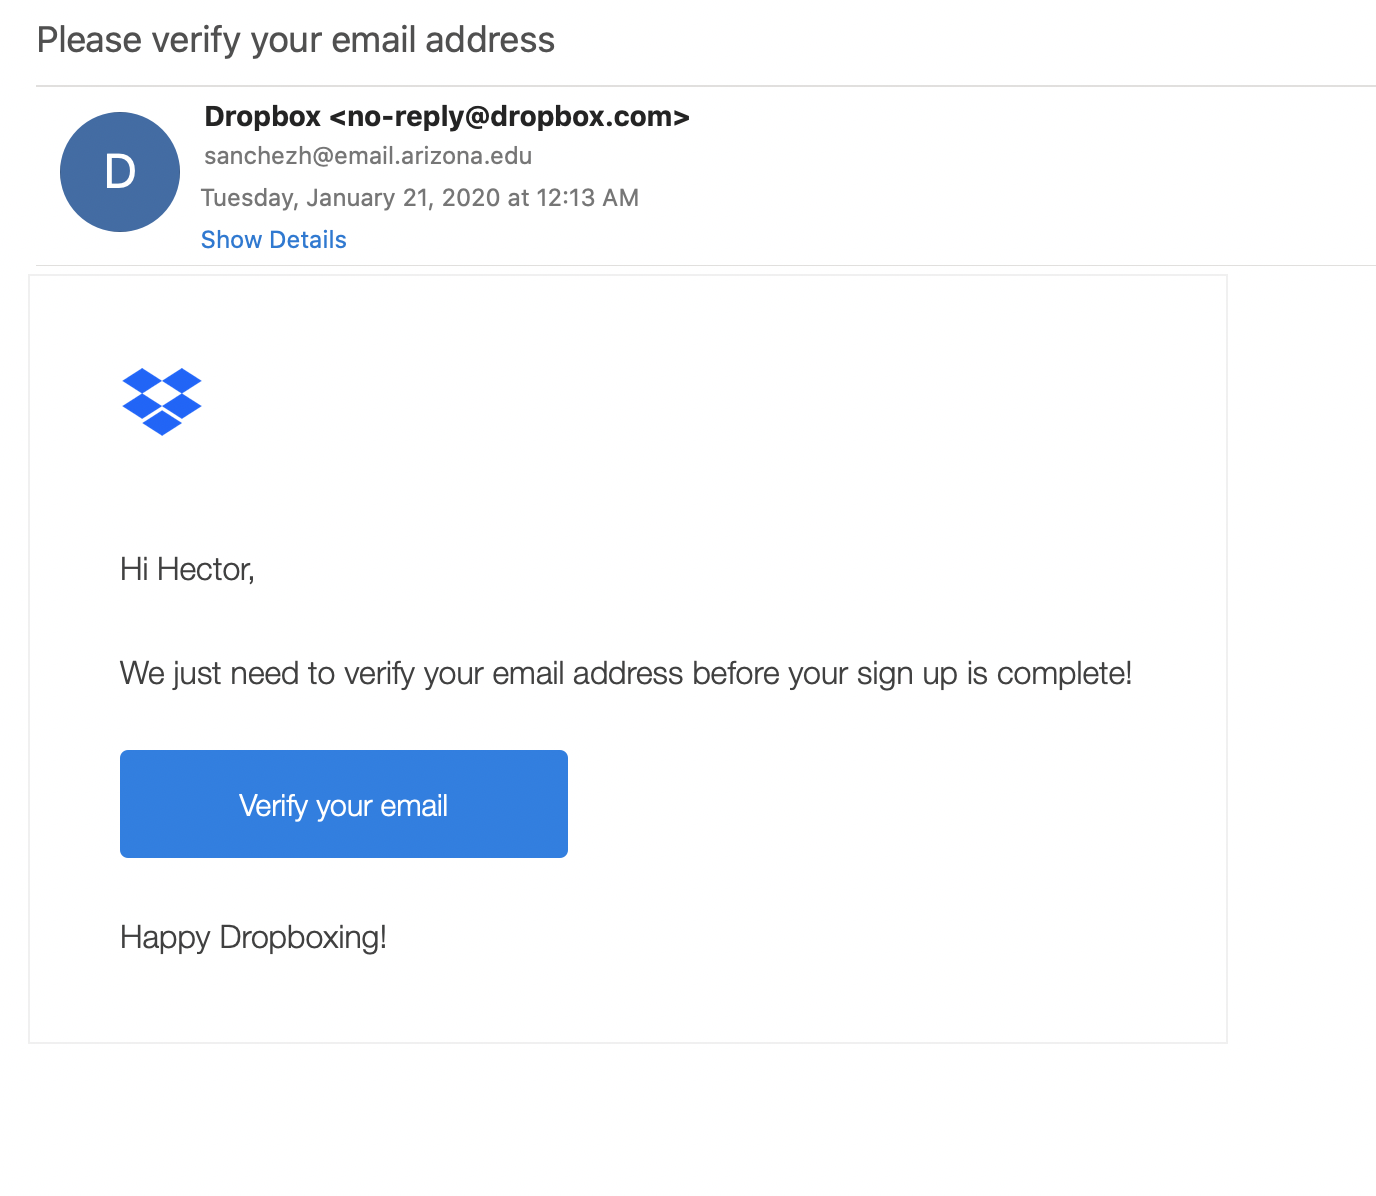 Please verify your email address
Dropbox <no-reply@dropbox.com>
D
sanchezh@email.arizona.edu
Tuesday, January 21, 2020 at 12:13 AM
Show Details
Hi Hector,
We just need to verify your email address before your sign up is complete!
Verify your email
Happy Dropboxing!